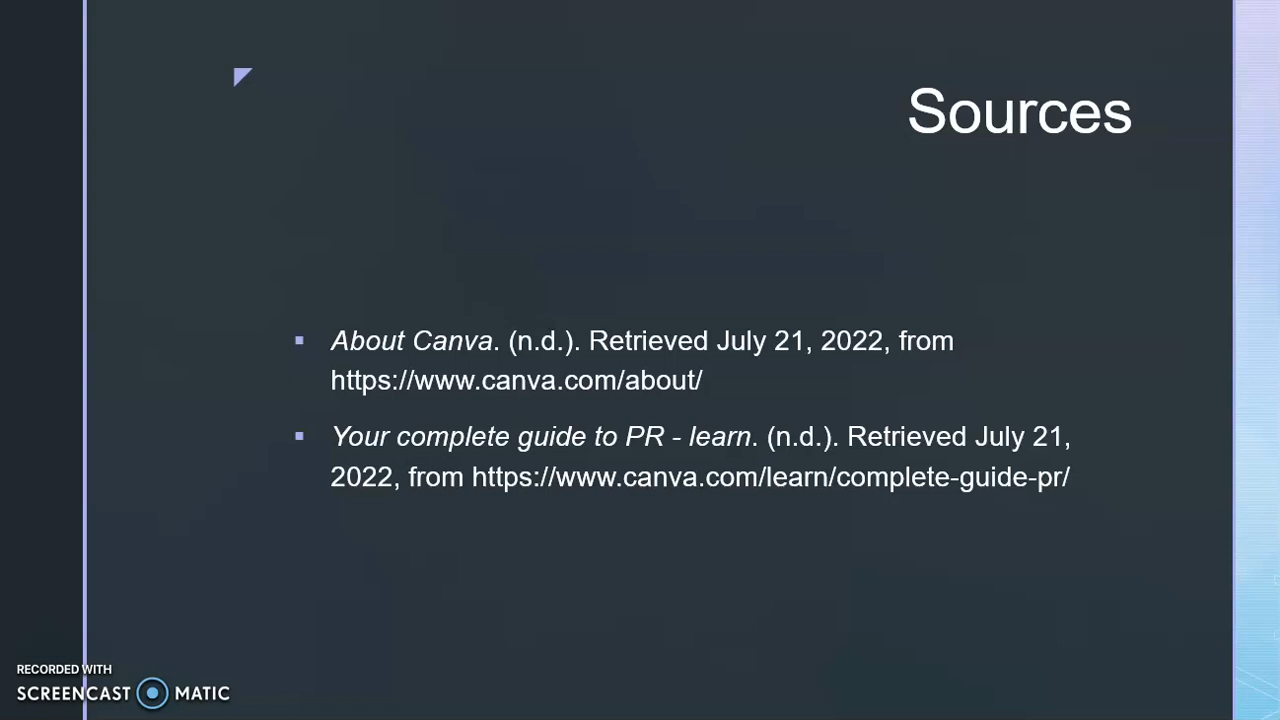 Sources
About Canva. (n.d.). Retrieved July 21, 2022, from
https://www.canva.com/about/
Your complete guide to PR - learn. (n.d.). Retrieved July 21,
2022, from https://www.canva.com/learn/complete-guide-pr/
RECORDED WITH
SCREENCAST MATIC